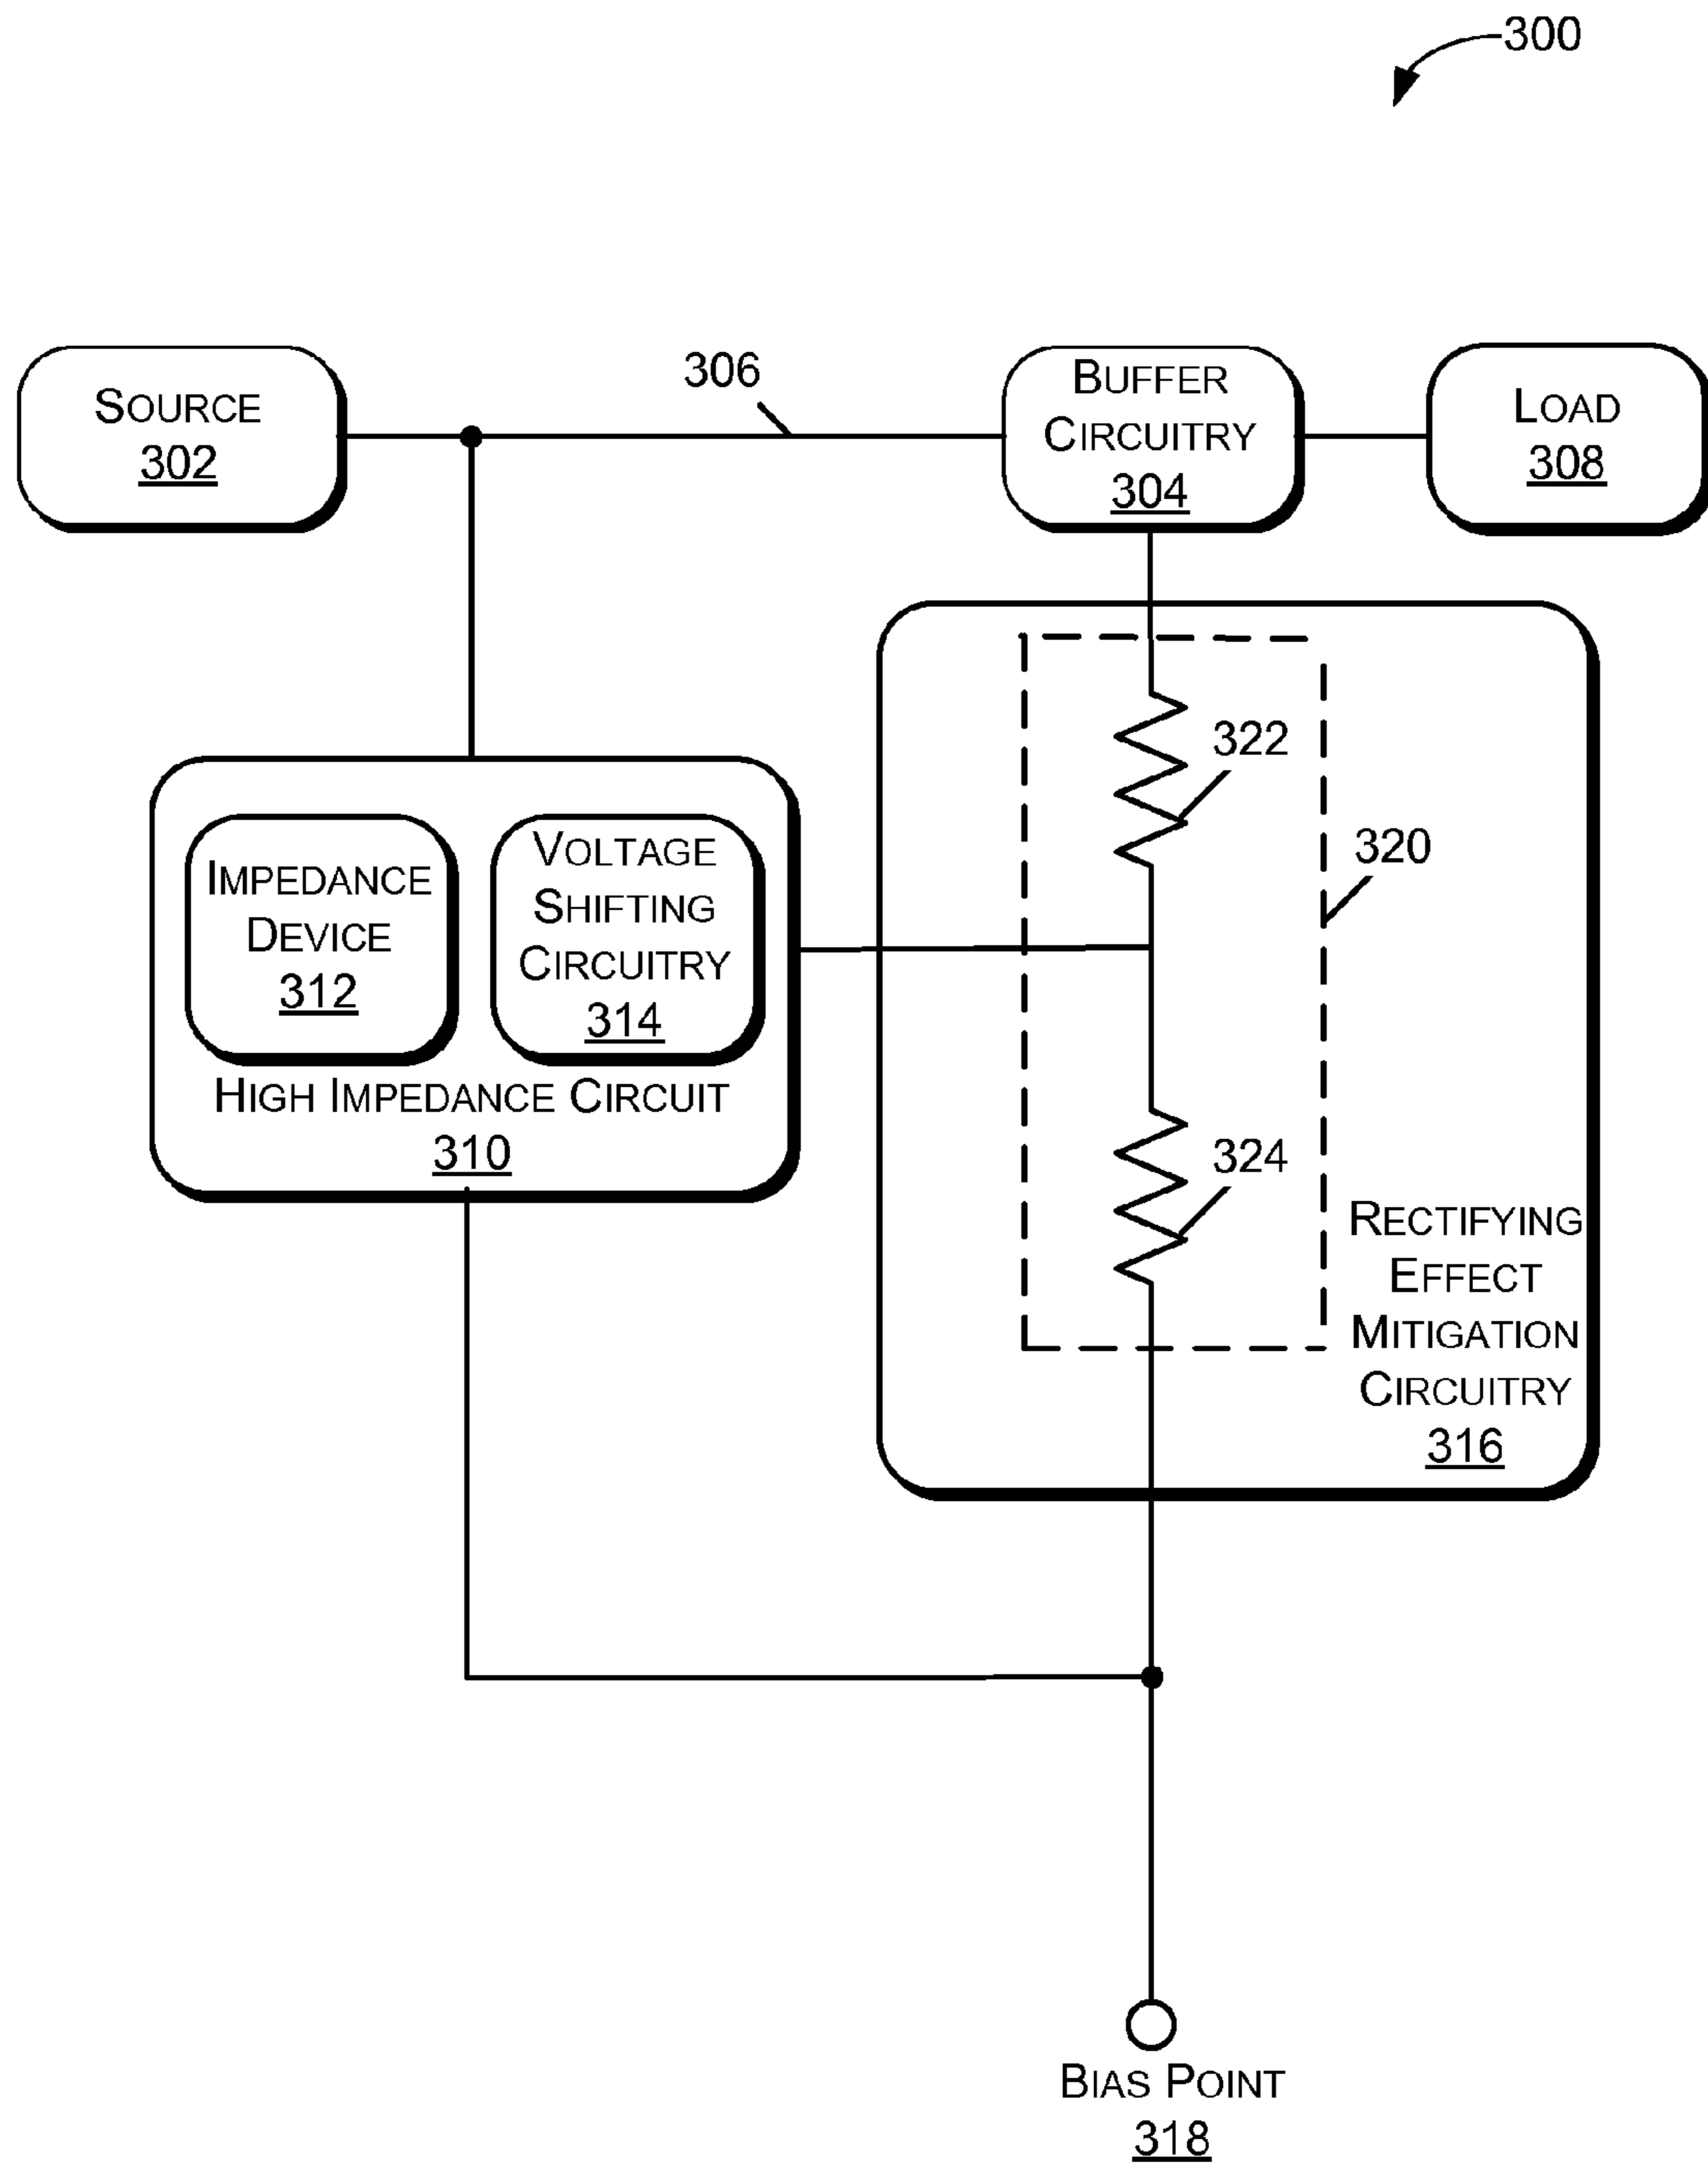 300
SOURCE
302
306
BUFFER
CIRCUITRY
304
LOAD
308
IMPEDANCE
DEVICE
312
VOLTAGE
SHIFTING
CIRCUITRY
314
HIGH IMPEDANCE CIRCUIT
310
322
320
324
RECTIFYING
EFFECT
MITIGATION
CIRCUITRY
316
BIAS POINT
318